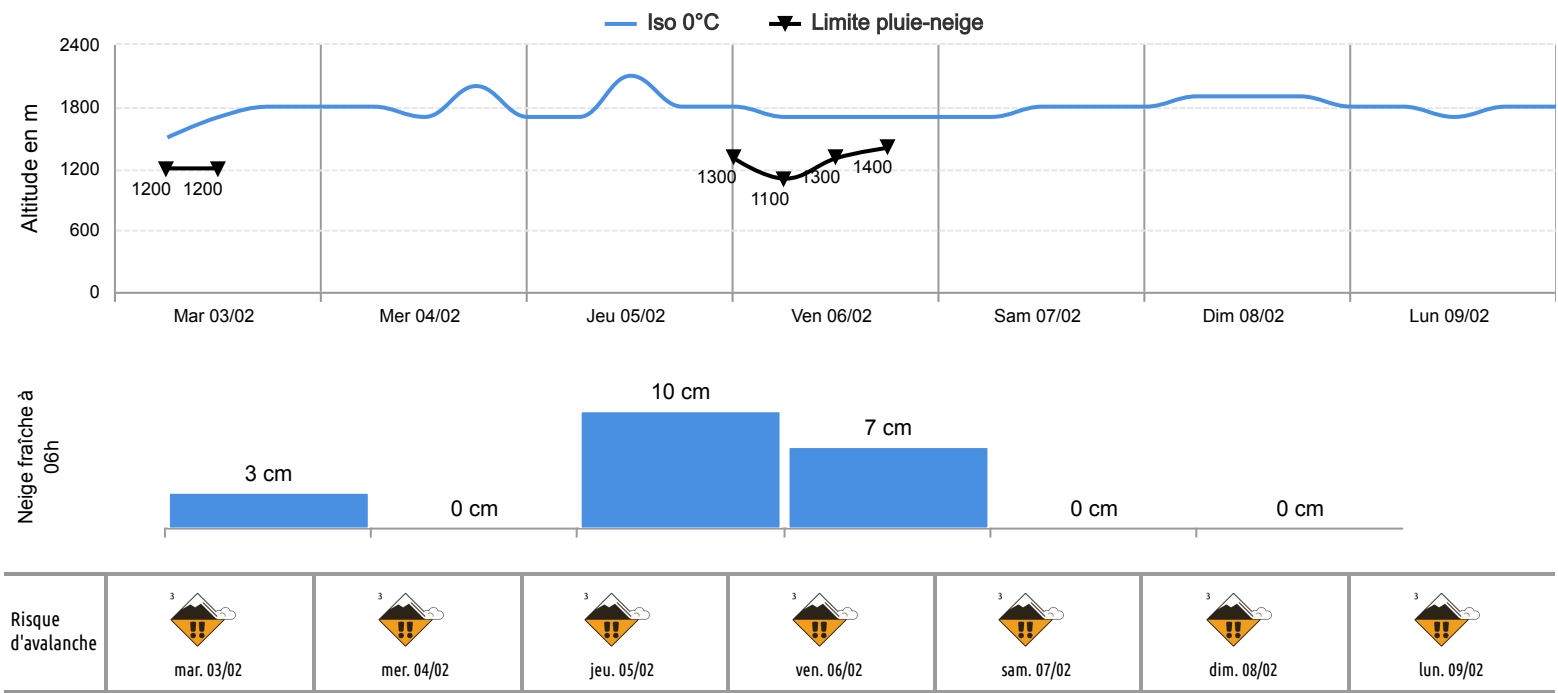 Iso 0°C Limite pluie-neige
Altitude en m
2400
1800
1200
600
0
1200 1200
1300
1100
1300
1400
Mar 03/02 Mer 04/02 Jeu 05/02 Ven 06/02 Sam 07/02 Dim 08/02 Lun 09/02
Neige fraîche à
06h
3 cm
0 cm
10 cm
7 cm
0 cm
0 cm
Risque
d'avalanche
3 3 3 3 3 3 3
!! !! !! !! !! !! !!
mar. 03/02 mer. 04/02 jeu. 05/02 ven. 06/02 sam. 07/02 dim. 08/02 lun. 09/02